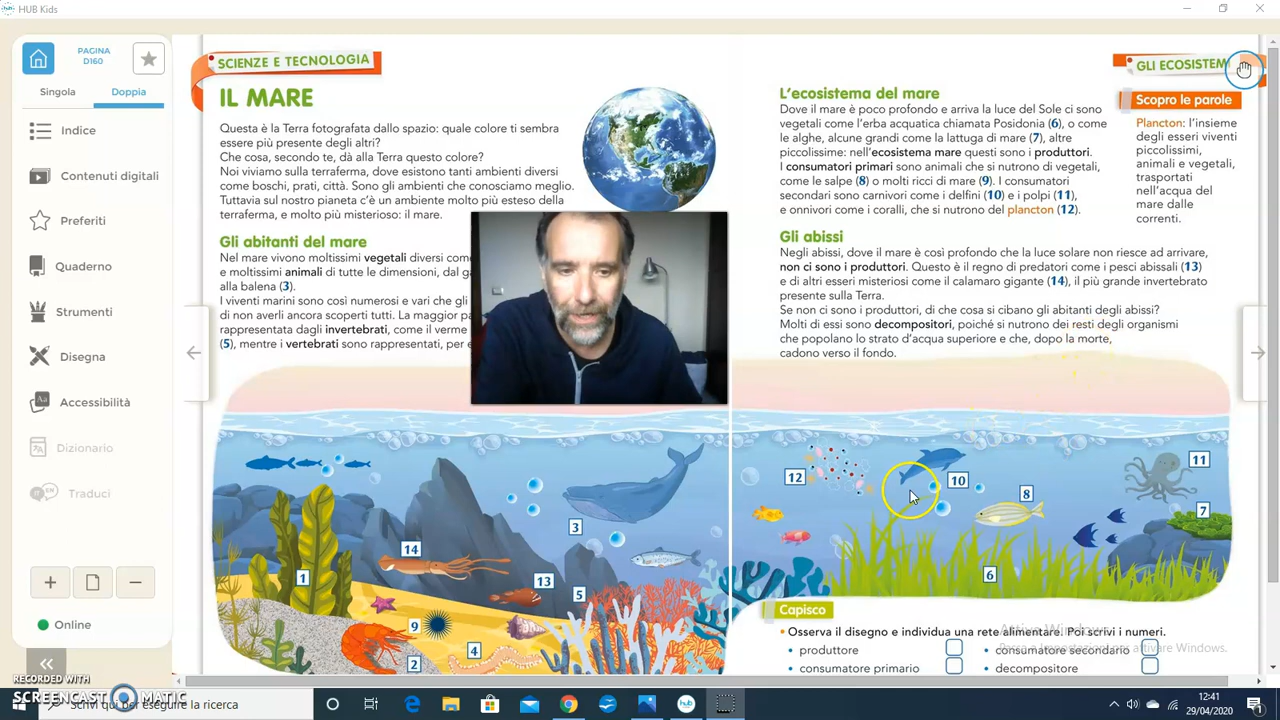 HUB Kids
PAGINA
D160
Singola
Doppia
Indice
Contenuti digitali
Preferiti
Quaderno
Strumenti
Disegna
Accessibilità
Dizionario
Traduci
Online
SCIENZE E TECNOLOGIA
IL MARE
Questa è la Terra fotografata dallo spazio: quale colore ti sembra
essere più presente degli altri?
Che cosa, secondo te, dà alla Terra questo colore?
Noi viviamo sulla terraferma, dove esistono tanti ambienti diversi
come boschi, prati, città. Sono gli ambienti che conosciamo meglio.
Tuttavia sul nostro pianeta c'è un ambiente molto più esteso della
terraferma, e molto più misterioso: il mare.
Gli abitanti del mare
Nel mare vivono moltissimi vegetali diversi come
e moltissimi animali di tutte le dimensioni, dal
alla balena (3).
I viventi marini sono così numerosi e vari che gli
di non averli ancora scoperti tutti. La maggior
rappresentata dagli invertebrati, come il verme
(5), mentre i vertebrati sono rappresentati, per
GLI ECOSISTEM
L'ecosistema del mare
Dove il mare è poco profondo e arriva la luce del Sole ci sono
vegetali come l'erba acquatica chiamata Posidonia (6), o come
le alghe, alcune grandi come la lattuga di mare (7), altre
piccolissime: nell'ecosistema mare questi sono i produttori.
I consumatori primari sono animali che si nutrono di vegetali,
come le salpe (8) o molti ricci di mare (9). I consumatori
secondari sono carnivori come i delfini (10) e i polpi (11),
e onnivori come i coralli, che si nutrono del plancton (12).
Scopro le parole
Plancton: l'insieme
degli esseri viventi
piccolissimi,
animali e vegetali,
trasportati
nell'acqua del
mare dalle
correnti.
Gli abissi
Negli abissi, dove il mare è così profondo che la luce solare non riesce ad arrivare,
non ci sono i produttori. Questo è il regno di predatori come i pesci abissali (13)
e di altri esseri misteriosi come il calamaro gigante (14), il più grande invertebrato
presente sulla Terra.
Se non ci sono i produttori, di che cosa si cibano gli abitanti degli abissi?
Molti di essi sono decompositori, poiché si nutrono dei resti degli organismi
che popolano lo strato d'acqua superiore e che, dopo la morte,
cadono verso il fondo.
1
14
9
2
4
13
5
3
12
10
8
11
7
6
Capisco
• Osserva il disegno e individua una rete alimentare. Poi scrivi i numeri.
• produttore
• consumatore secondario
• consumatore primario
• decompositore
Attiva Windows
RECORDED WITH
SCREENCAST MATIC
Scrivi qui per eseguire la ricerca
12:41
29/04/2020